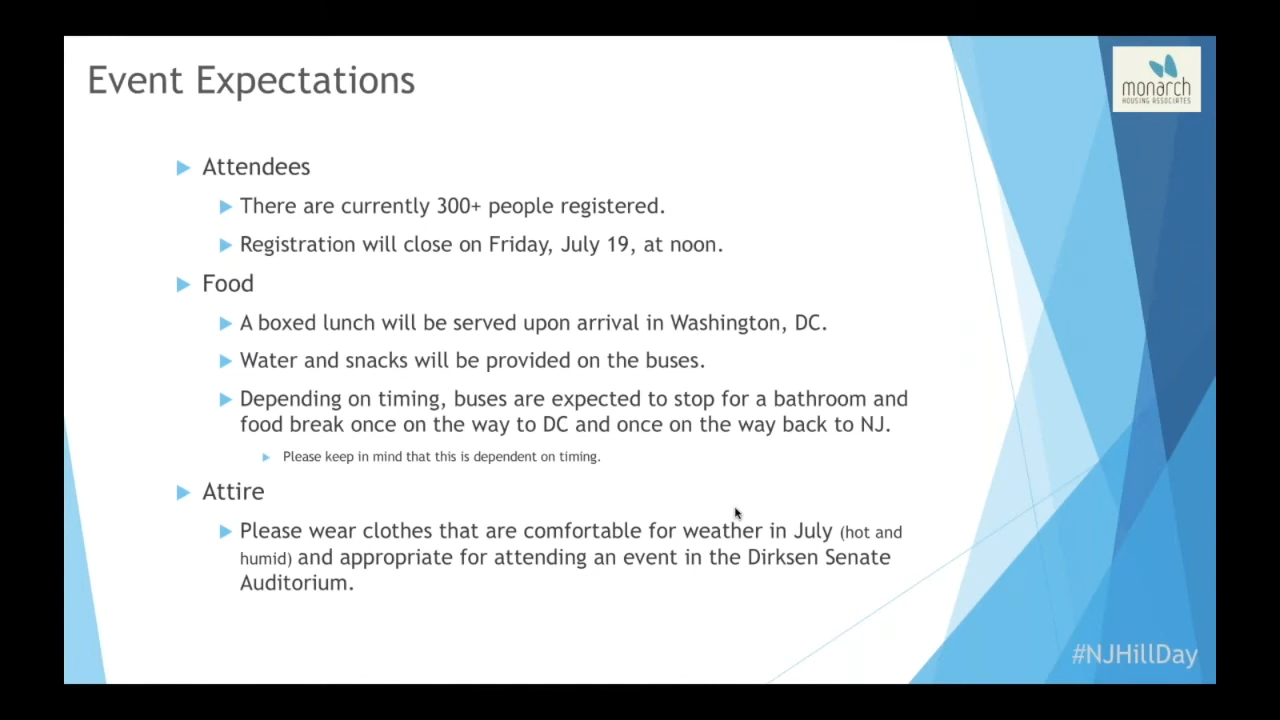 Event Expectations
monarch
HOUSING ASSOCIATES
Attendees
There are currently 300+ people registered.
Registration will close on Friday, July 19, at noon.
Food
A boxed lunch will be served upon arrival in Washington, DC.
Water and snacks will be provided on the buses.
Depending on timing, buses are expected to stop for a bathroom and
food break once on the way to DC and once on the way back to NJ.
Please keep in mind that this is dependent on timing.
Attire
Please wear clothes that are comfortable for weather in July (hot and
humid) and appropriate for attending an event in the Dirksen Senate
Auditorium.
#NJHillDay